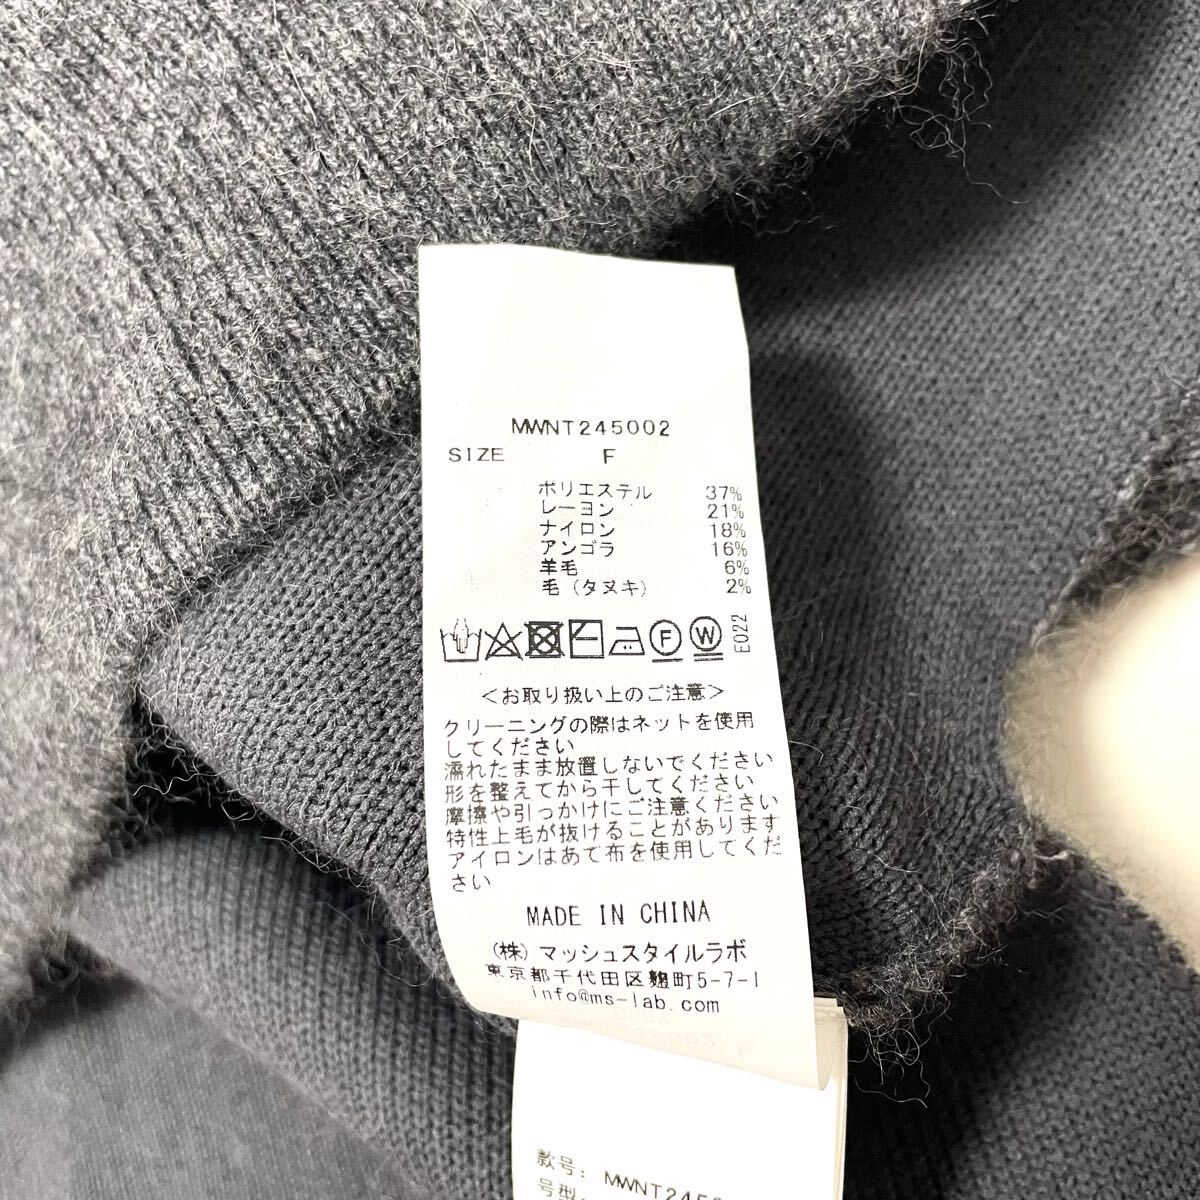 MWNT245002
SIZE F
ポリエステル 37%
レーヨン 21%
ナイロン 18%
アンゴラ 16%
羊毛 6%
毛(タヌキ) 2%
F W E022
<お取り扱い上のご注意>
クリーニングの際はネットを使用
してください
濡れたまま放置しないでください
形を整えてから干してください
摩擦や引っかけにご注意ください
特性上毛が抜けることがあります
アイロンはあて布を使用してくだ
さい
MADE IN CHINA
(株)マッシュスタイルラボ
東京都千代田区麹町5-7-1
info@ms-lab.com
款号: MWNT245
号型: